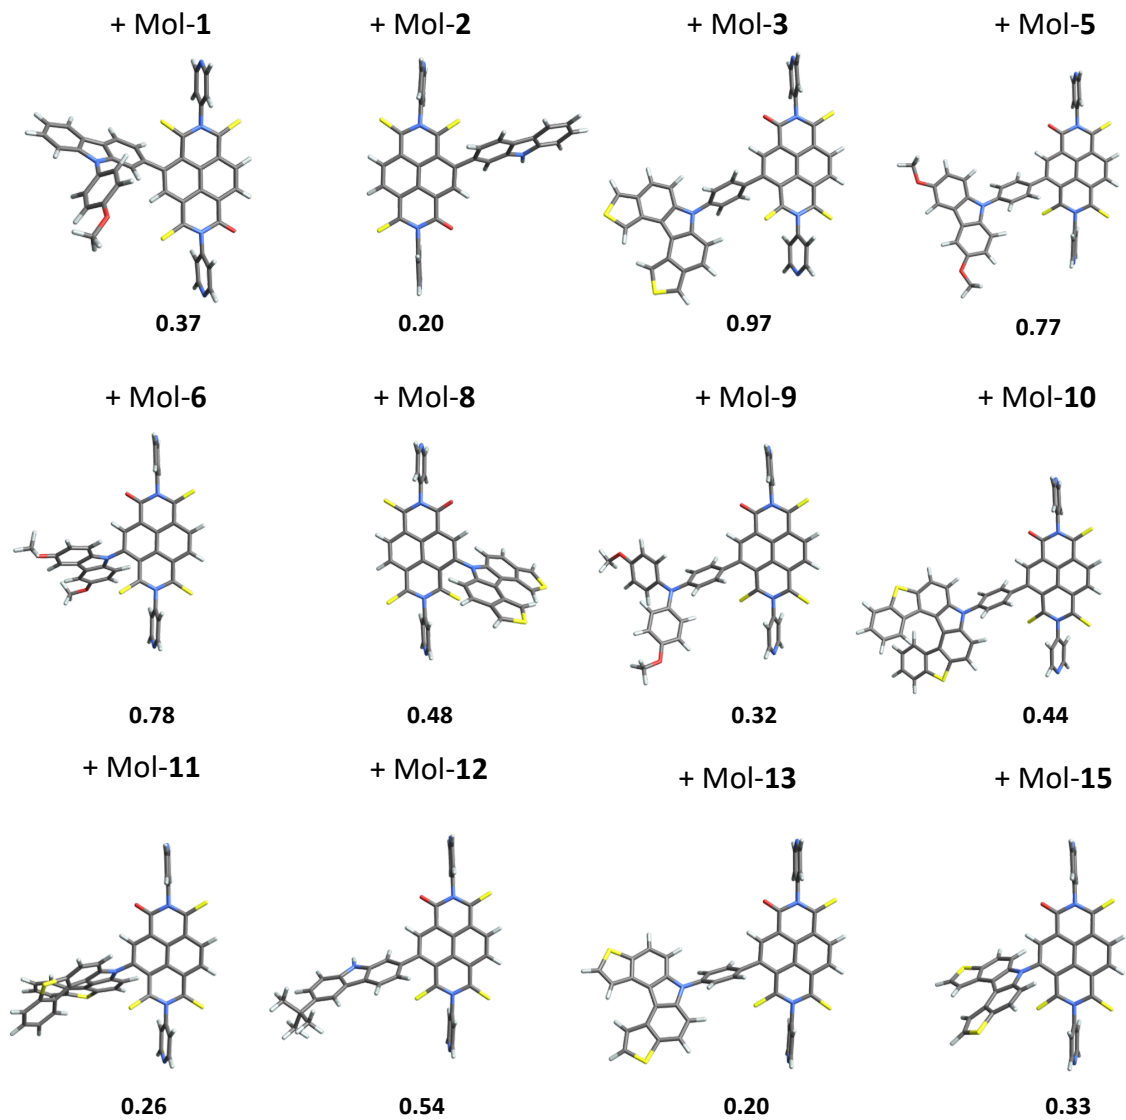 + Mol-1
+ Mol-2
+ Mol-3
+ Mol-5
0.37
0.20
0.97
0.77
+ Mol-6
+ Mol-8
+ Mol-9
+ Mol-10
0.78
0.48
0.32
0.44
+ Mol-11
+ Mol-12
+ Mol-13
+ Mol-15
0.26
0.54
0.20
0.33